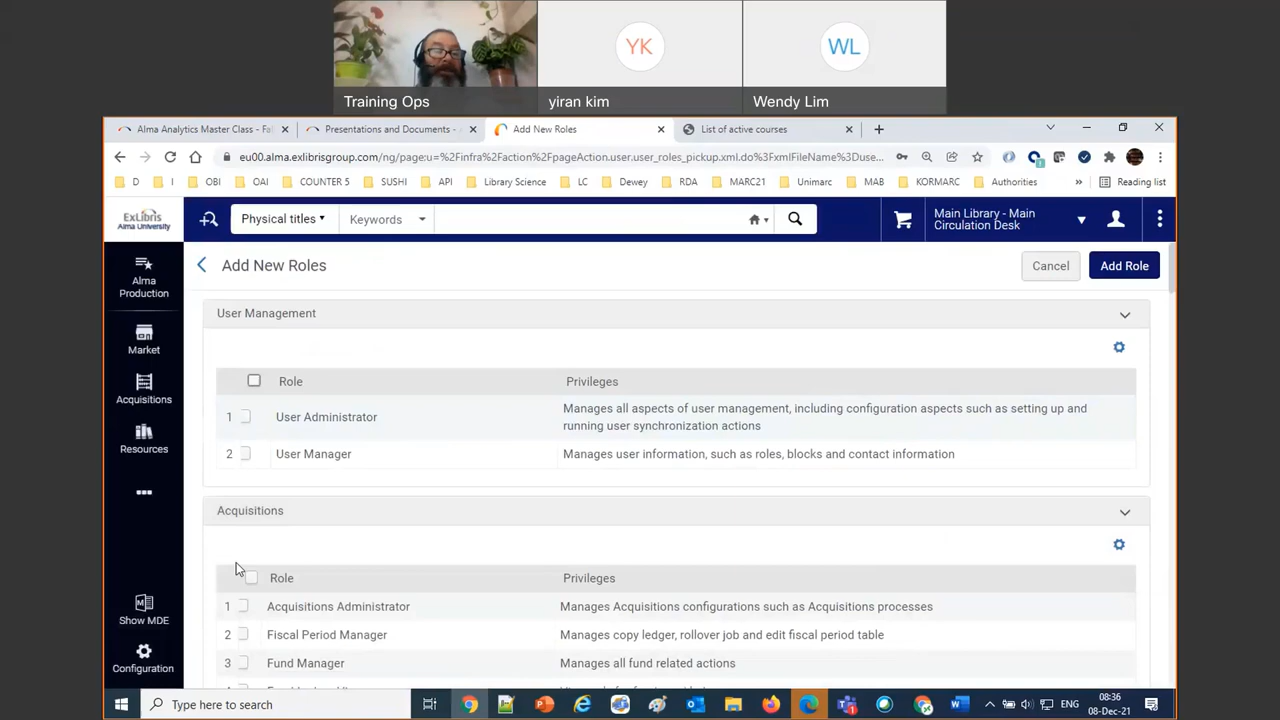 YK
WL
Training Ops
yiran kim
Wendy Lim
Alma Analytics Master Class - Fal
Presentations and Documents -
Add New Roles
List of active courses
eu00.alma.exlibrisgroup.com/ng/page:u=%2Finfra%2Faction%2FpageAction.user.user_roles_pickup.xml.do%3FxmlFileName%3Duse...
D
I
OBI
OAI
COUNTER 5
SUSHI
API
Library Science
LC
Dewey
RDA
MARC21
Unimarc
MAB
KORMARC
Authorities
»
Reading list
ExLibris
Alma University
Physical titles
Keywords
Main Library - Main
Circulation Desk
Alma
Production
Market
Acquisitions
Resources
Show MDE
Configuration
Add New Roles
Cancel
Add Role
User Management
Role
Privileges
1
User Administrator
Manages all aspects of user management, including configuration aspects such as setting up and
running user synchronization actions
2
User Manager
Manages user information, such as roles, blocks and contact information
Acquisitions
Role
Privileges
1
Acquisitions Administrator
Manages Acquisitions configurations such as Acquisitions processes
2
Fiscal Period Manager
Manages copy ledger, rollover job and edit fiscal period table
3
Fund Manager
Manages all fund related actions
Type here to search
ENG
08:36
08-Dec-21